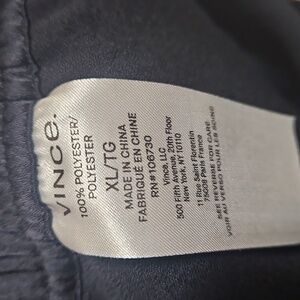 VINCE.
100% POLYESTER/
POLYESTER
XL/TG
MADE IN CHINA
FABRIQUÉ EN CHINE
RN#106730
Vince, LLC
500 Fifth Avenue, 20th Floor
New York, NY 10110
11 Rue Saint Florentin
75008 Paris France
SEE REVERSE FOR CARE
VOIR AU VERSO POUR LES SOINS